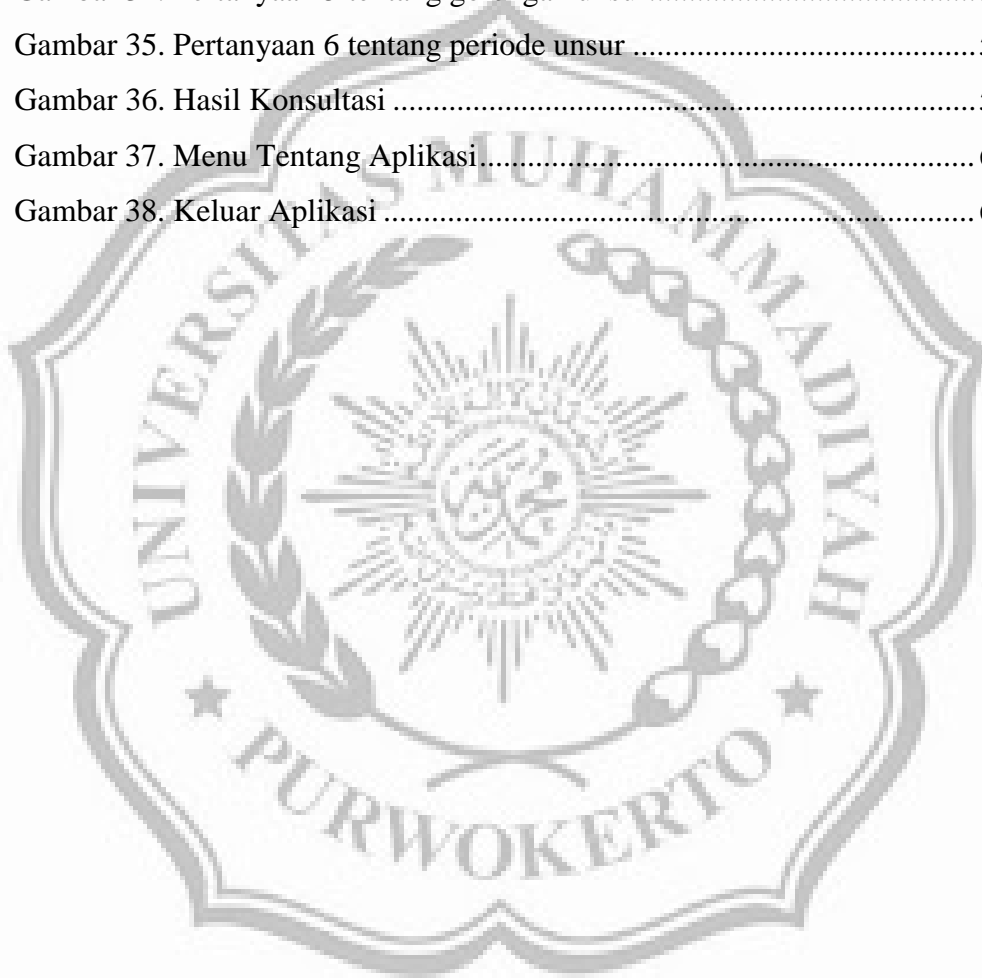 Gambar 35. Pertanyaan 6 tentang periode unsur
Gambar 36. Hasil Konsultasi
Gambar 37. Menu Tentang Aplikasi
Gambar 38. Keluar Aplikasi
UNIVERSITAS MUHAMMADIYAH
PURWOKERTO